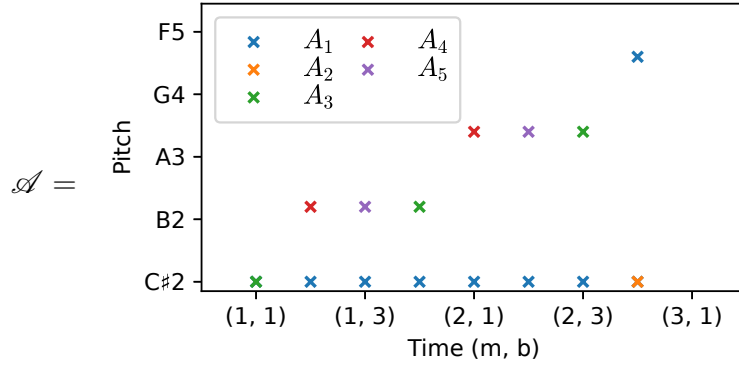 𝒜 =
Pitch
F5
G4
A3
B2
C♯2
A₁ A₄
A₂ A₅
A₃
(1, 1) (1, 3) (2, 1) (2, 3) (3, 1)
Time (m, b)